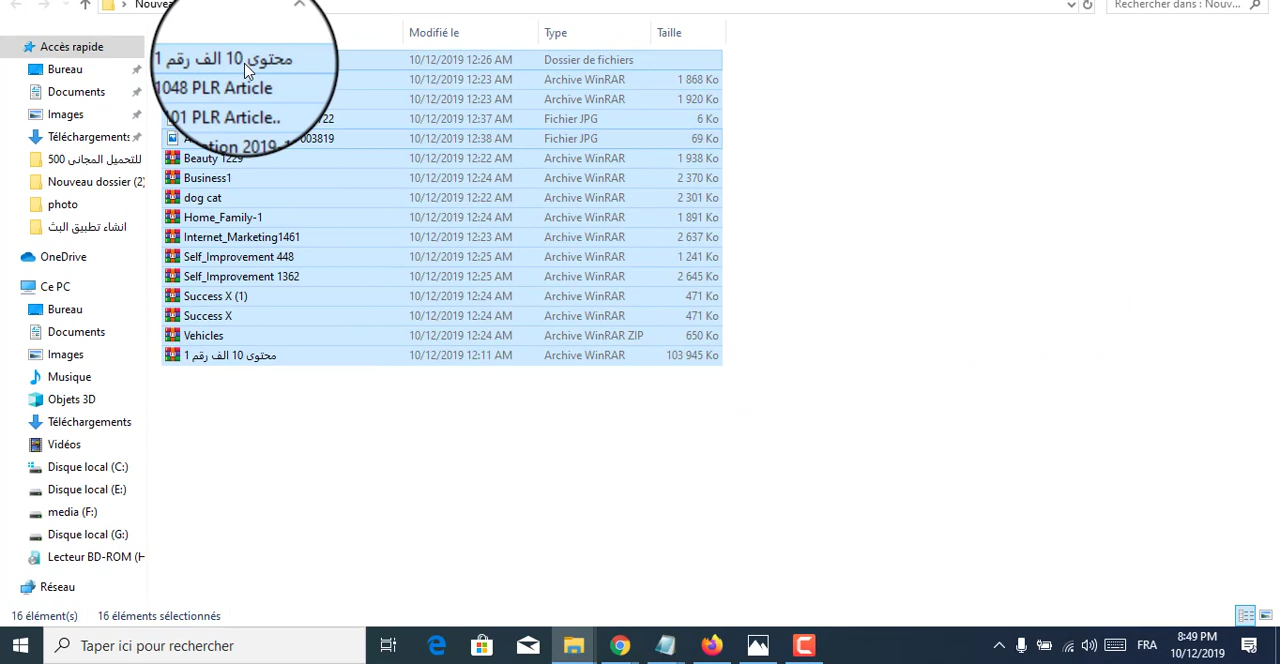 Nouv
Rechercher dans : Nouv...
Modifié le
Type
Taille
محتوى 10 الف رقم 1
10/12/2019 12:26 AM
Dossier de fichiers
1048 PLR Article
10/12/2019 12:23 AM
Archive WinRAR
1 868 Ko
101 PLR Article..
10/12/2019 12:23 AM
Archive WinRAR
1 920 Ko
722
10/12/2019 12:37 AM
Fichier JPG
6 Ko
ation 2019-1
003819
10/12/2019 12:38 AM
Fichier JPG
69 Ko
Beauty 1229
10/12/2019 12:22 AM
Archive WinRAR
1 938 Ko
Business1
10/12/2019 12:22 AM
Archive WinRAR
2 370 Ko
dog cat
10/12/2019 12:22 AM
Archive WinRAR
2 301 Ko
Home_Family-1
10/12/2019 12:24 AM
Archive WinRAR
1 891 Ko
Internet_Marketing1461
10/12/2019 12:23 AM
Archive WinRAR
2 637 Ko
Self_Improvement 448
10/12/2019 12:25 AM
Archive WinRAR
1 241 Ko
Self_Improvement 1362
10/12/2019 12:25 AM
Archive WinRAR
2 645 Ko
Success X (1)
10/12/2019 12:24 AM
Archive WinRAR
471 Ko
Success X
10/12/2019 12:24 AM
Archive WinRAR
471 Ko
Vehicles
10/12/2019 12:24 AM
Archive WinRAR ZIP
650 Ko
محتوى 10 الف رقم 1
10/12/2019 12:11 AM
Archive WinRAR
103 945 Ko
Accès rapide
Bureau
Documents
Images
Téléchargements
للتحميل المجانى 500
Nouveau dossier (2)
photo
انشاء تطبيق البث
OneDrive
Ce PC
Bureau
Documents
Images
Musique
Objets 3D
Téléchargements
Vidéos
Disque local (C:)
Disque local (E:)
media (F:)
Disque local (G:)
Lecteur BD-ROM (H
Réseau
16 élément(s)
16 éléments sélectionnés
Taper ici pour rechercher
FRA
8:49 PM
10/12/2019